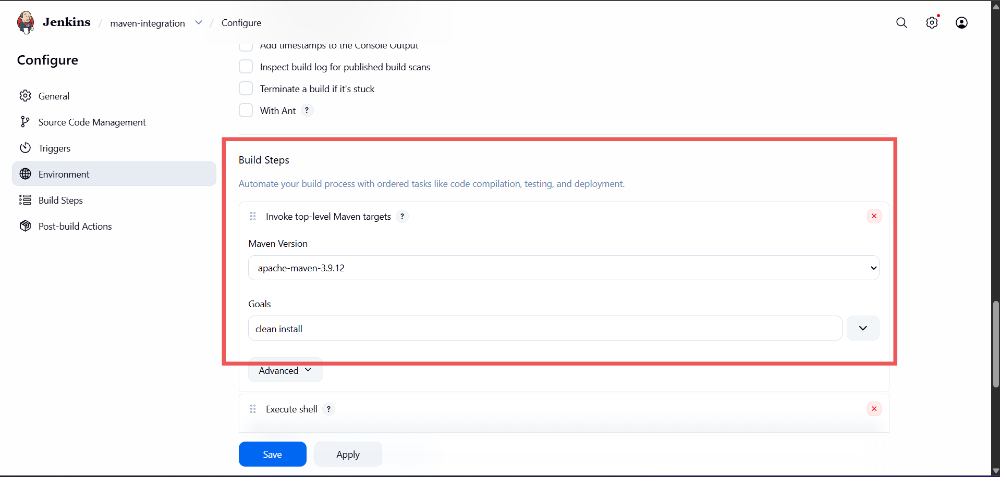 Jenkins / maven-integration / Configure
Configure
General
Source Code Management
Triggers
Environment
Build Steps
Post-build Actions
Add timestamps to the Console Output
Inspect build log for published build scans
Terminate a build if it's stuck
With Ant ?
Build Steps
Automate your build process with ordered tasks like code compilation, testing, and deployment.
Invoke top-level Maven targets ?
Maven Version
apache-maven-3.9.12
Goals
clean install
Advanced
Execute shell ?
Save Apply